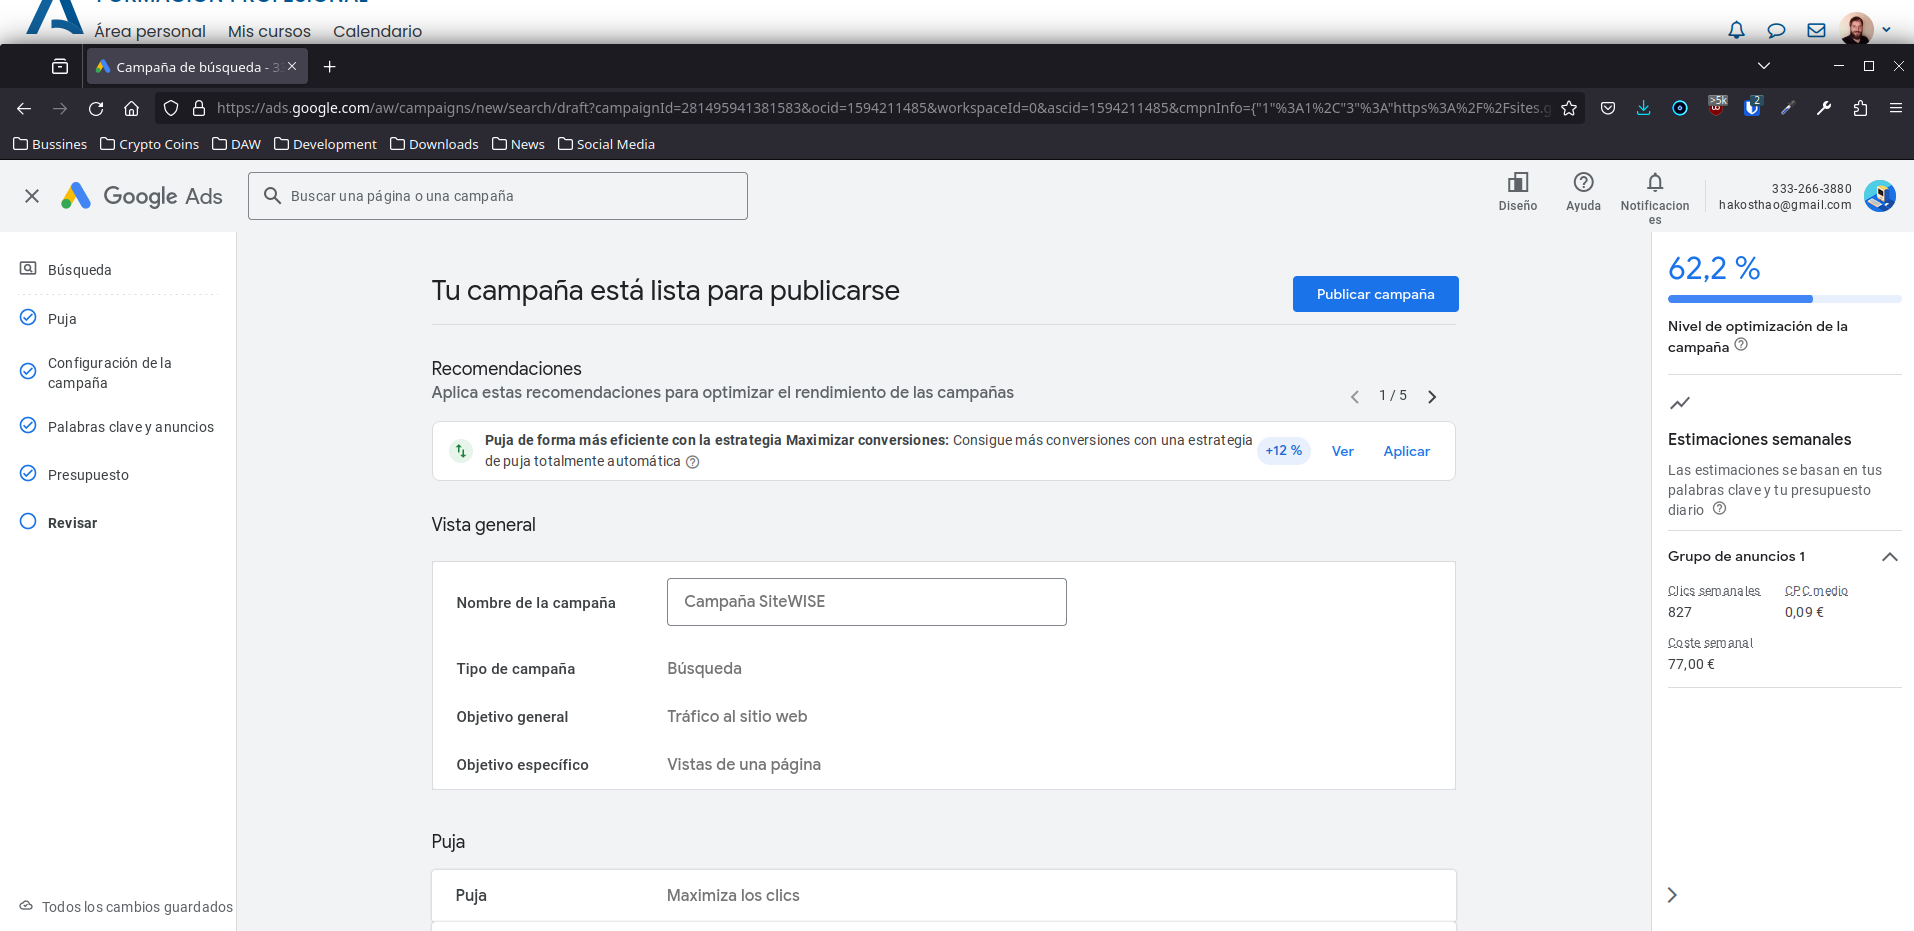 FORMACIÓN PROFESIONAL
Área personal Mis cursos Calendario
Campaña de búsqueda - 3
https://ads.google.com/aw/campaigns/new/search/draft?campaignId=281495941381583&ocid=1594211485&workspaceId=0&ascid=1594211485&cmpnInfo={"1"%3A1%2C"3"%3A"https%3A%2F%2Fsites.g
>5k
2
Bussines Crypto Coins DAW Development Downloads News Social Media
Google Ads
Buscar una página o una campaña
Diseño
Ayuda
Notificacion
es
333-266-3880
hakosthao@gmail.com
Búsqueda
Puja
Configuración de la
campaña
Palabras clave y anuncios
Presupuesto
Revisar
Todos los cambios guardados
Tu campaña está lista para publicarse
Publicar campaña
Recomendaciones
Aplica estas recomendaciones para optimizar el rendimiento de las campañas
1 / 5
Puja de forma más eficiente con la estrategia Maximizar conversiones: Consigue más conversiones con una estrategia
de puja totalmente automática
+12 %
Ver
Aplicar
Vista general
Nombre de la campaña
Campaña SiteWISE
Tipo de campaña
Búsqueda
Objetivo general
Tráfico al sitio web
Objetivo específico
Vistas de una página
Puja
Puja
Maximiza los clics
62,2 %
Nivel de optimización de la
campaña
Estimaciones semanales
Las estimaciones se basan en tus
palabras clave y tu presupuesto
diario
Grupo de anuncios 1
Clics semanales CPC medio
827 0,09 €
Coste semanal
77,00 €